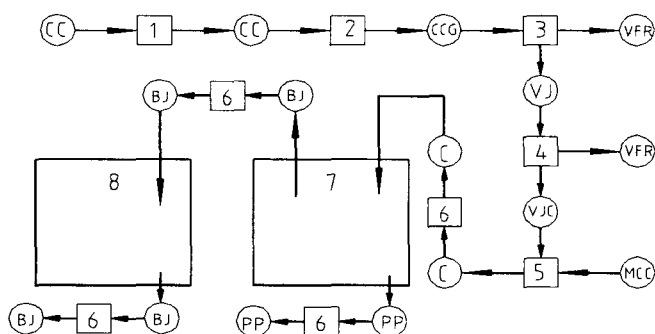 CC 1 CC 2 CCG 3 VFR
BJ 6 BJ VJ
8 7 C 4 VFR
6 VJC
C 5 MCC
BJ 6 BJ PP 6 PP